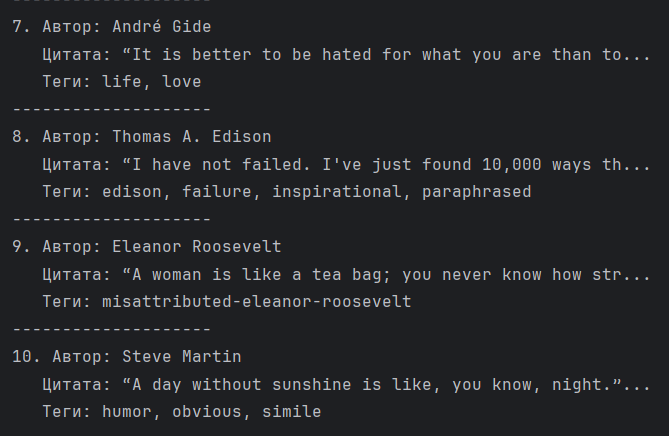 --------------------
7. Автор: André Gide
Цитата: “It is better to be hated for what you are than to...
Теги: life, love
--------------------
8. Автор: Thomas A. Edison
Цитата: “I have not failed. I've just found 10,000 ways th...
Теги: edison, failure, inspirational, paraphrased
--------------------
9. Автор: Eleanor Roosevelt
Цитата: “A woman is like a tea bag; you never know how str...
Теги: misattributed-eleanor-roosevelt
--------------------
10. Автор: Steve Martin
Цитата: “A day without sunshine is like, you know, night.”...
Теги: humor, obvious, simile